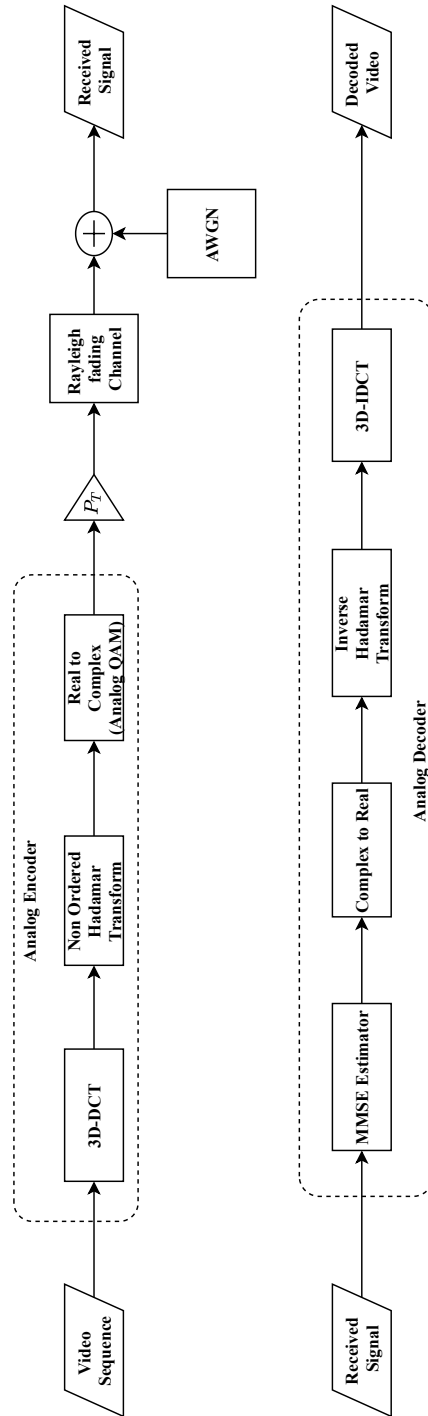 Video
Sequence
Analog Encoder
3D-DCT
Non Ordered
Hadamar
Transform
Real to
Complex
(Analog QAM)
P_T
Rayleigh
fading
Channel
AWGN
Received
Signal
Received
Signal
MMSE Estimator
Complex to Real
Inverse
Hadamar
Transform
3D-IDCT
Analog Decoder
Decoded
Video